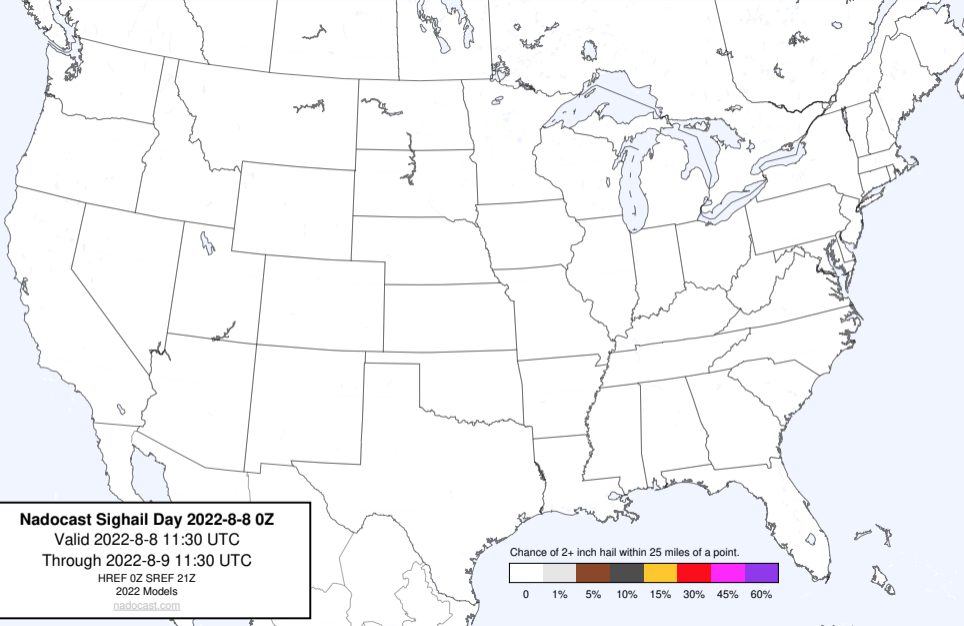 Nadocast Sighail Day 2022-8-8 0Z
Valid 2022-8-8 11:30 UTC
Through 2022-8-9 11:30 UTC
HREF 0Z SREF 21Z
2022 Models
nadocast.com
Chance of 2+ inch hail within 25 miles of a point.
0 1% 5% 10% 15% 30% 45% 60%